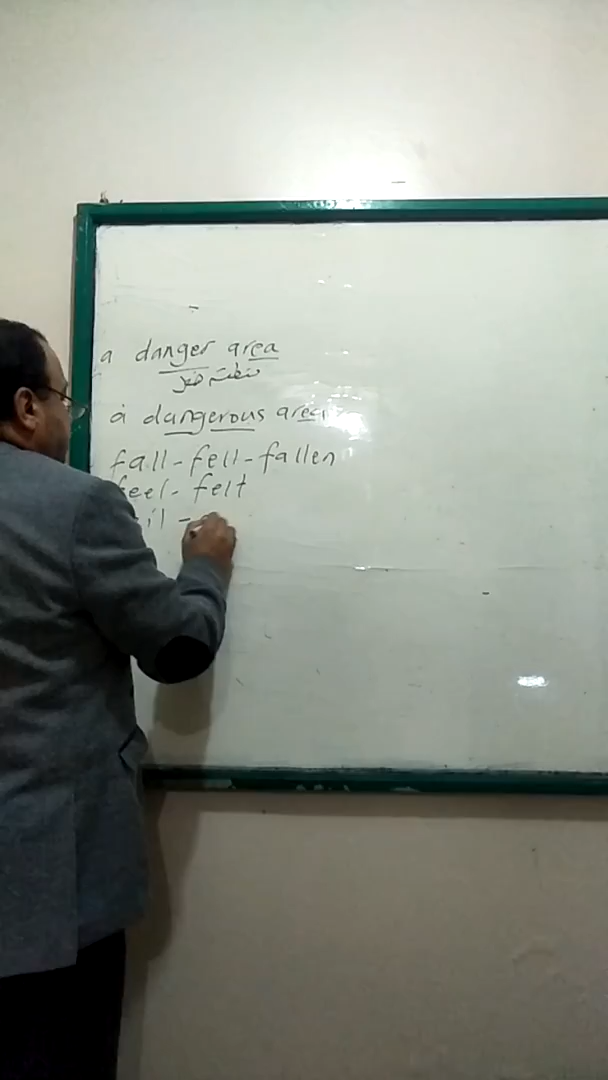 a danger area
منطقة خطر
a dangerous area
fall - fell - fallen
feel - felt